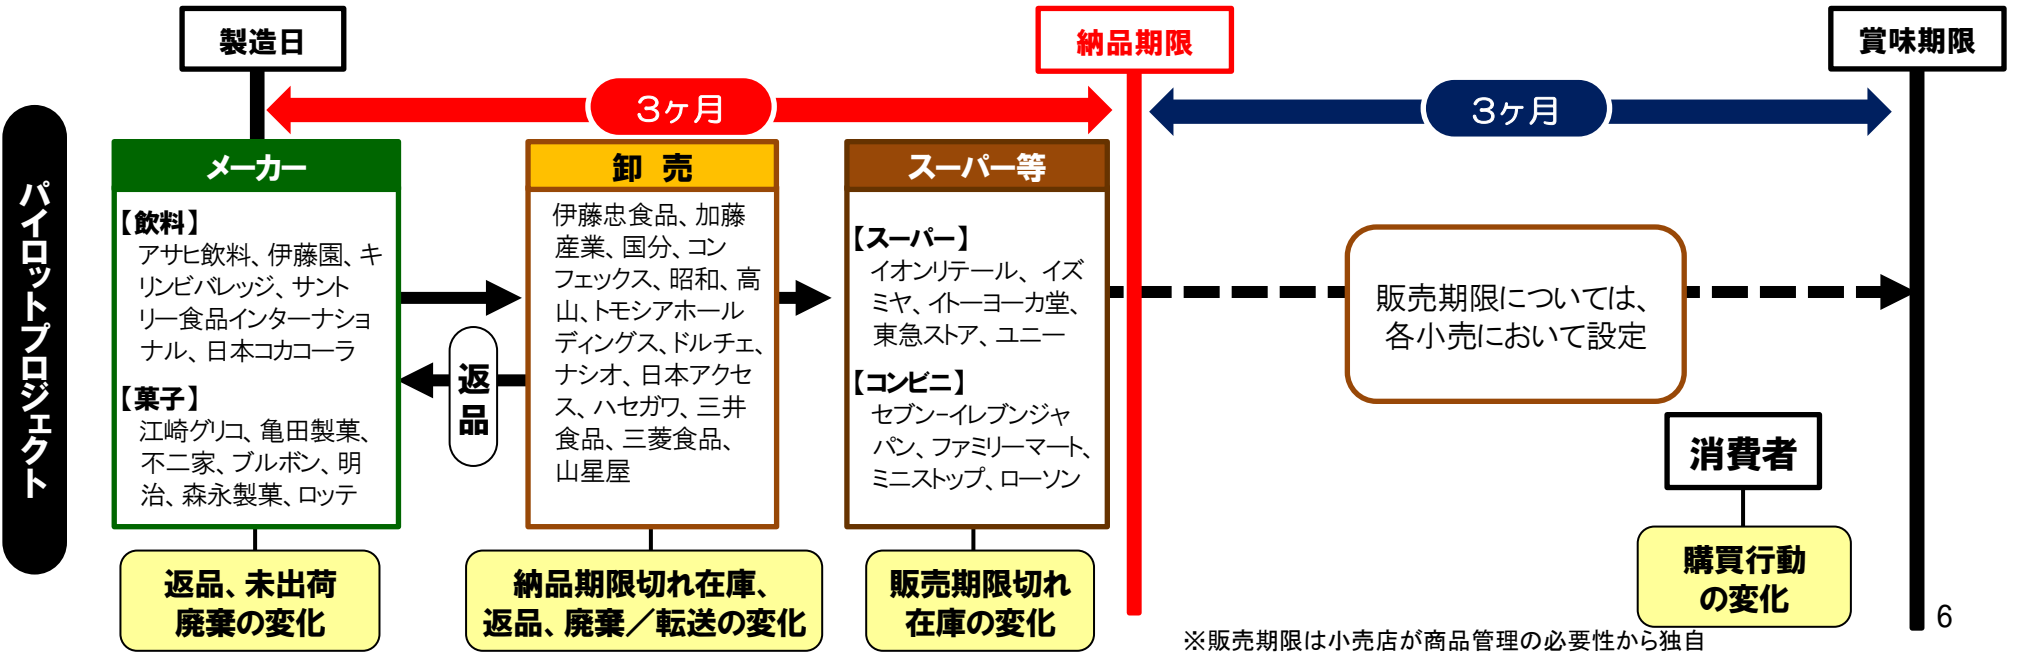 製造日
納品期限
賞味期限
3ヶ月
3ヶ月
パイロットプロジェクト
メーカー
【飲料】
アサヒ飲料、伊藤園、キ
リンビバレッジ、サント
リー食品インターナショ
ナル、日本コカコーラ
【菓子】
江崎グリコ、亀田製菓、
不二家、ブルボン、明
治、森永製菓、ロッテ
返品
卸 売
伊藤忠食品、加藤
産業、国分、コン
フェックス、昭和、高
山、トモシアホール
ディングス、ドルチェ、
ナシオ、日本アクセ
ス、ハセガワ、三井
食品、三菱食品、
山星屋
スーパー等
【スーパー】
イオンリテール、イズ
ミヤ、イトーヨーカ堂、
東急ストア、ユニー
【コンビニ】
セブン-イレブンジャ
パン、ファミリーマート、
ミニストップ、ローソン
販売期限については、
各小売において設定
消費者
返品、未出荷
廃棄の変化
納品期限切れ在庫、
返品、廃棄/転送の変化
販売期限切れ
在庫の変化
購買行動
の変化
※販売期限は小売店が商品管理の必要性から独自
6